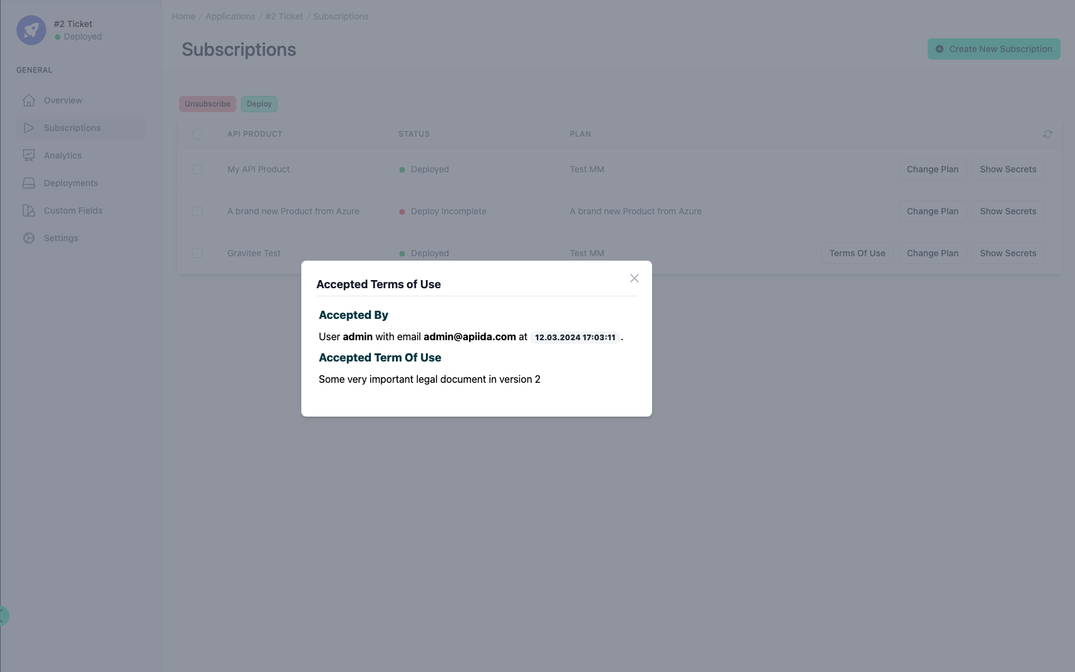 #2 Ticket
Deployed
GENERAL
Overview
Subscriptions
Analytics
Deployments
Custom Fields
Settings
Home / Applications / #2 Ticket / Subscriptions
Subscriptions
Create New Subscription
Unsubscribe Deploy
API PRODUCT STATUS PLAN
My API Product Deployed Test MM Change Plan Show Secrets
A brand new Product from Azure Deploy Incomplete A brand new Product from Azure Change Plan Show Secrets
Gravitee Test Deployed Test MM Terms Of Use Change Plan Show Secrets
Accepted Terms of Use
Accepted By
User admin with email admin@apiida.com at 12.03.2024 17:03:11 .
Accepted Term Of Use
Some very important legal document in version 2